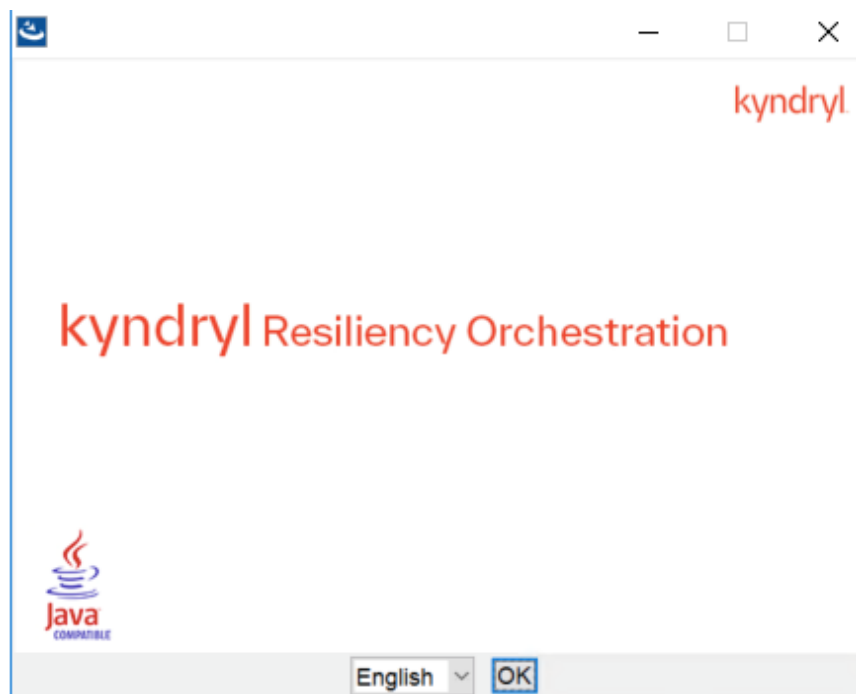 kyndryl
kyndryl Resiliency Orchestration
Java
COMPATIBLE
English OK